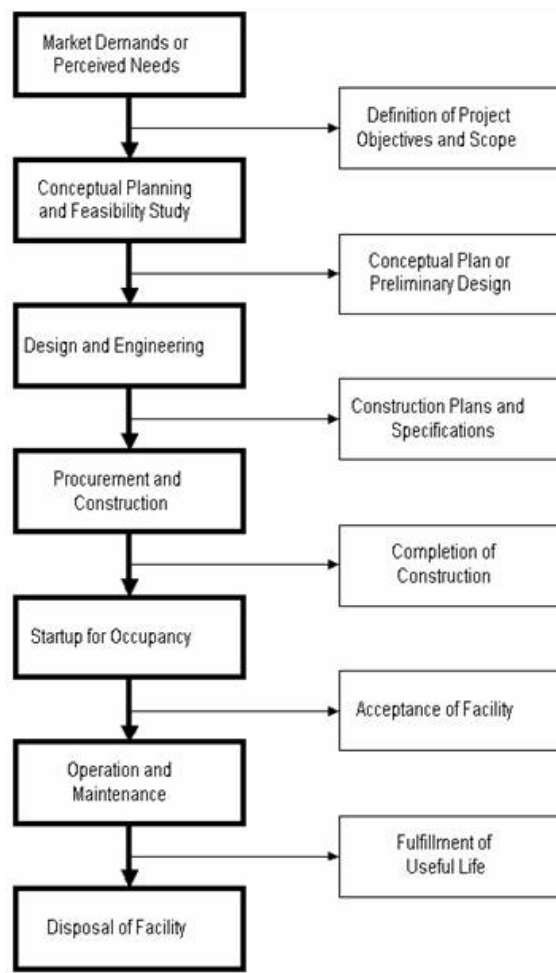 Market Demands or
Perceived Needs
Definition of Project
Objectives and Scope
Conceptual Planning
and Feasibility Study
Conceptual Plan or
Preliminary Design
Design and Engineering
Construction Plans and
Specifications
Procurement and
Construction
Completion of
Construction
Startup for Occupancy
Acceptance of Facility
Operation and
Maintenance
Fulfillment of
Useful Life
Disposal of Facility